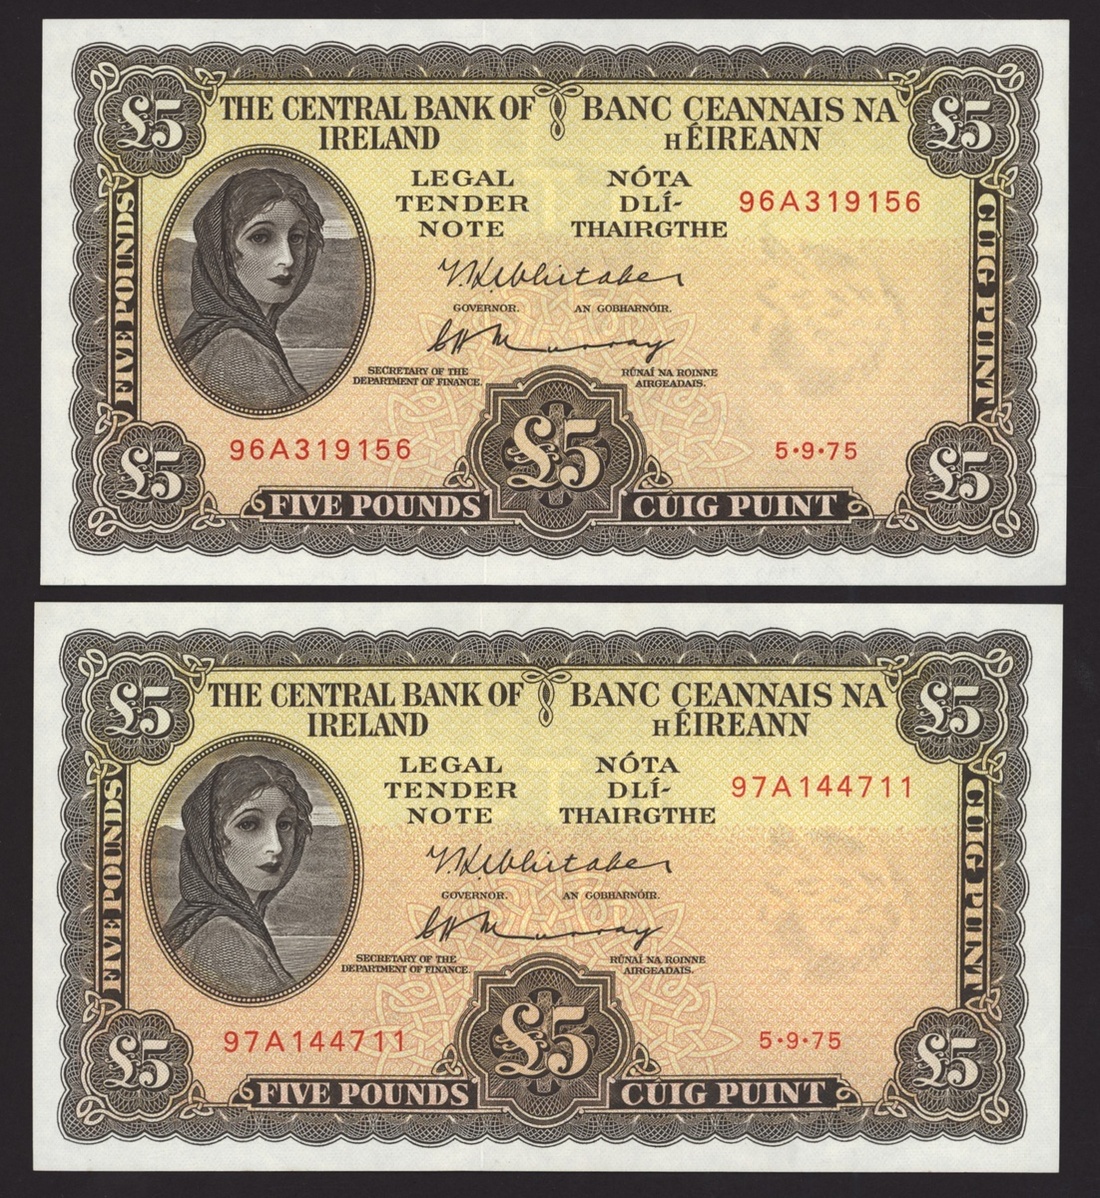 £5
£5
THE CENTRAL BANK OF
IRELAND
BANC CEANNAIS NA
hÉIREANN
LEGAL
TENDER
NOTE
NÓTA
DLÍ-
THAIRGTHE
96A319156
FIVE POUNDS
CÚIG PUINT
T.K. Whitaker
GOVERNOR. AN GOBHARNÓIR.
C H Murray
SECRETARY OF THE
DEPARTMENT OF FINANCE.
RÚNAÍ NA ROINNE
AIRGEADAIS.
96A319156
5·9·75
£5
£5
£5
FIVE POUNDS
CÚIG PUINT
£5
£5
THE CENTRAL BANK OF
IRELAND
BANC CEANNAIS NA
hÉIREANN
LEGAL
TENDER
NOTE
NÓTA
DLÍ-
THAIRGTHE
97A144711
FIVE POUNDS
CÚIG PUINT
T.K. Whitaker
GOVERNOR. AN GOBHARNÓIR.
C H Murray
SECRETARY OF THE
DEPARTMENT OF FINANCE.
RÚNAÍ NA ROINNE
AIRGEADAIS.
97A144711
5·9·75
£5
£5
£5
FIVE POUNDS
CÚIG PUINT